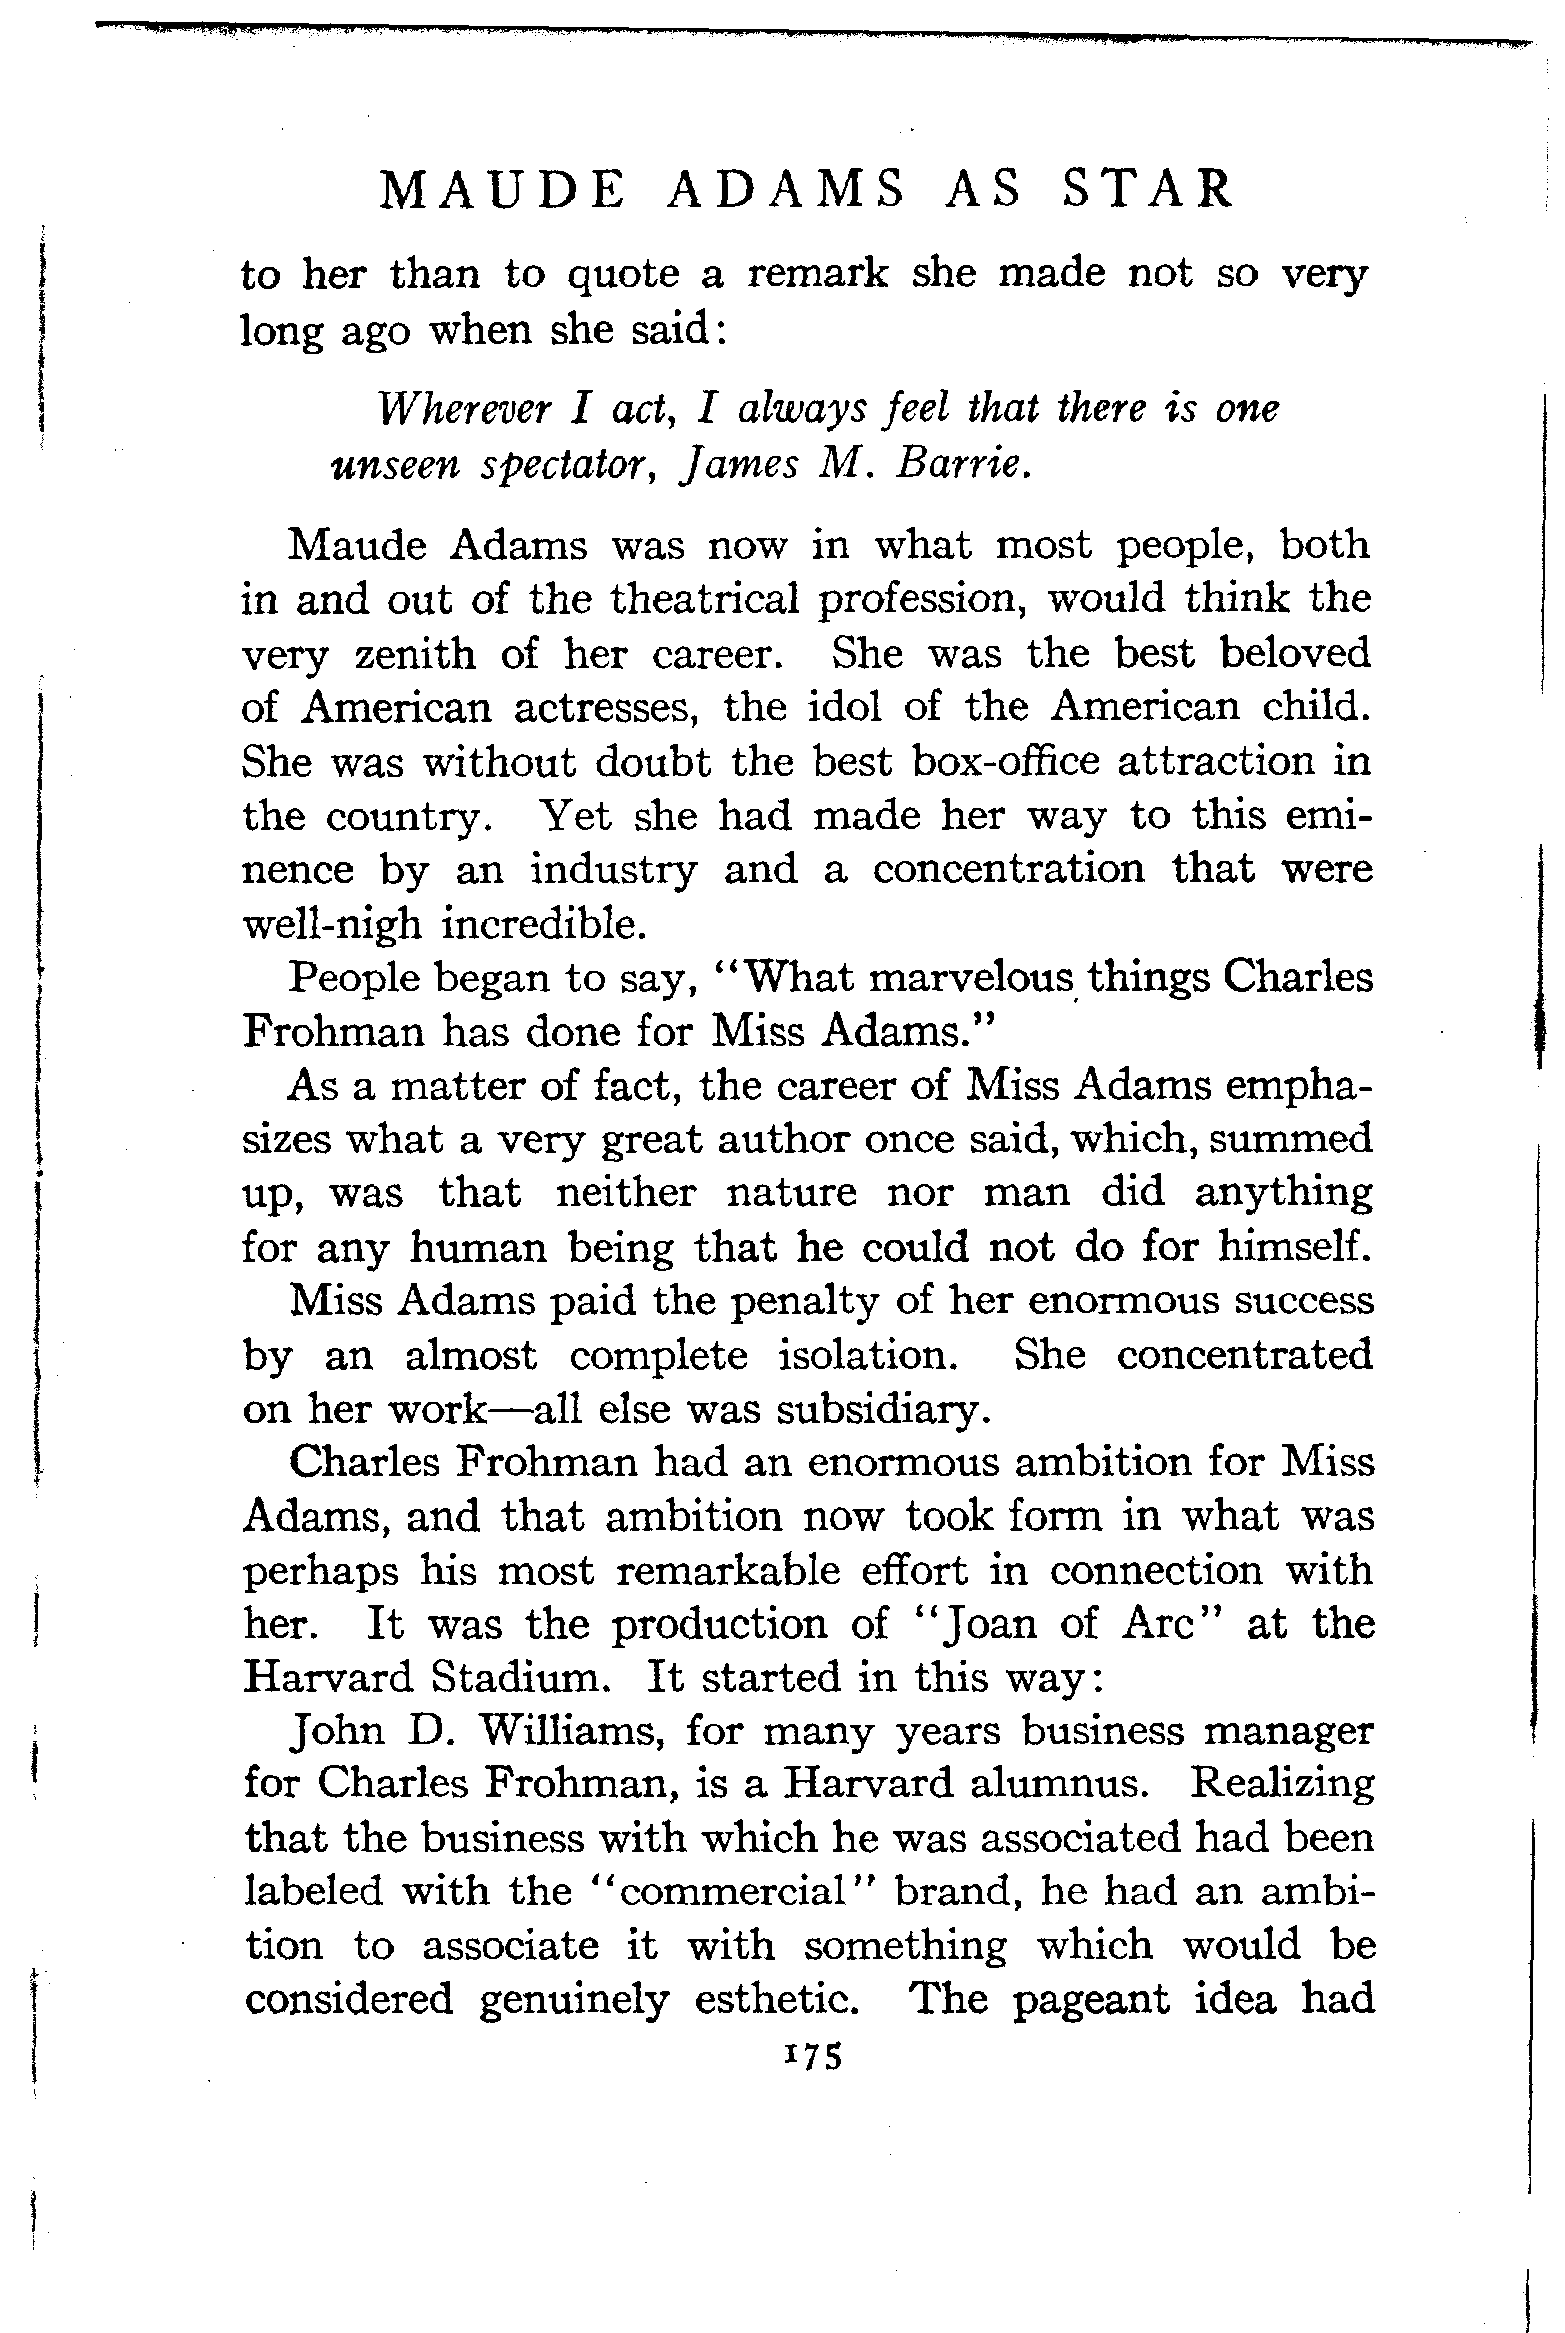 MAUDE ADAMS AS STAR
to her than to quote a remark she made not so very
long ago when she said:
Wherever I act, I always feel that there is one
unseen spectator, James M. Barrie.
Maude Adams was now in what most people, both
in and out of the theatrical profession, would think the
very zenith of her career. She was the best beloved
of American actresses, the idol of the American child.
She was without doubt the best box-office attraction in
the country. Yet she had made her way to this emi-
nence by an industry and a concentration that were
well-nigh incredible.
People began to say, "What marvelous things Charles
Frohman has done for Miss Adams."
As a matter of fact, the career of Miss Adams empha-
sizes what a very great author once said, which, summed
up, was that neither nature nor man did anything
for any human being that he could not do for himself.
Miss Adams paid the penalty of her enormous success
by an almost complete isolation. She concentrated
on her work—all else was subsidiary.
Charles Frohman had an enormous ambition for Miss
Adams, and that ambition now took form in what was
perhaps his most remarkable effort in connection with
her. It was the production of "Joan of Arc" at the
Harvard Stadium. It started in this way:
John D. Williams, for many years business manager
for Charles Frohman, is a Harvard alumnus. Realizing
that the business with which he was associated had been
labeled with the "commercial" brand, he had an ambi-
tion to associate it with something which would be
considered genuinely esthetic. The pageant idea had
175